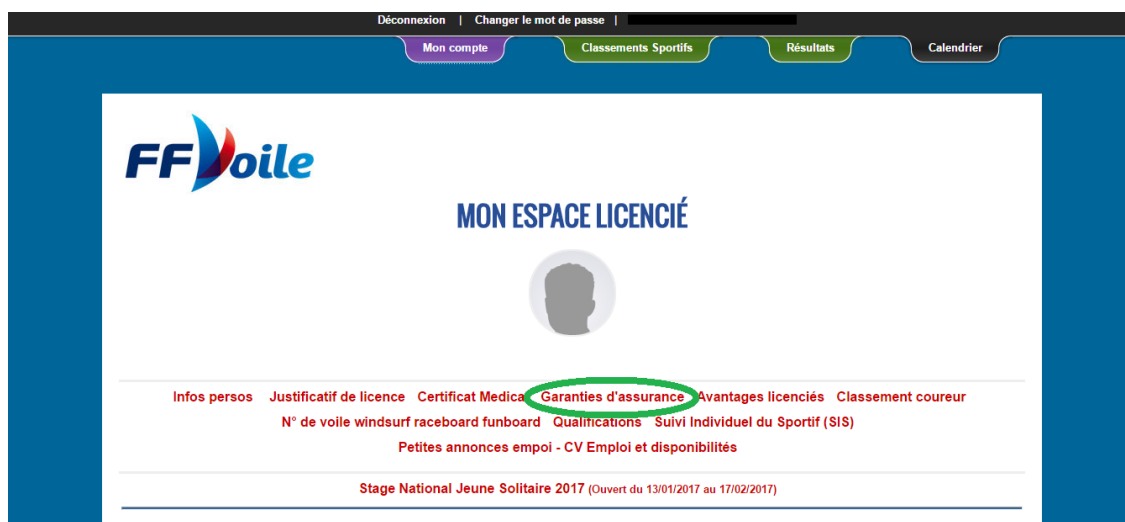 Déconnexion | Changer le mot de passe |
Mon compte Classements Sportifs Résultats Calendrier
FFVoile
MON ESPACE LICENCIÉ
Infos persos Justificatif de licence Certificat Medical Garanties d'assurance Avantages licenciés Classement coureur
N° de voile windsurf raceboard funboard Qualifications Suivi Individuel du Sportif (SIS)
Petites annonces empoi - CV Emploi et disponibilités
Stage National Jeune Solitaire 2017 (Ouvert du 13/01/2017 au 17/02/2017)